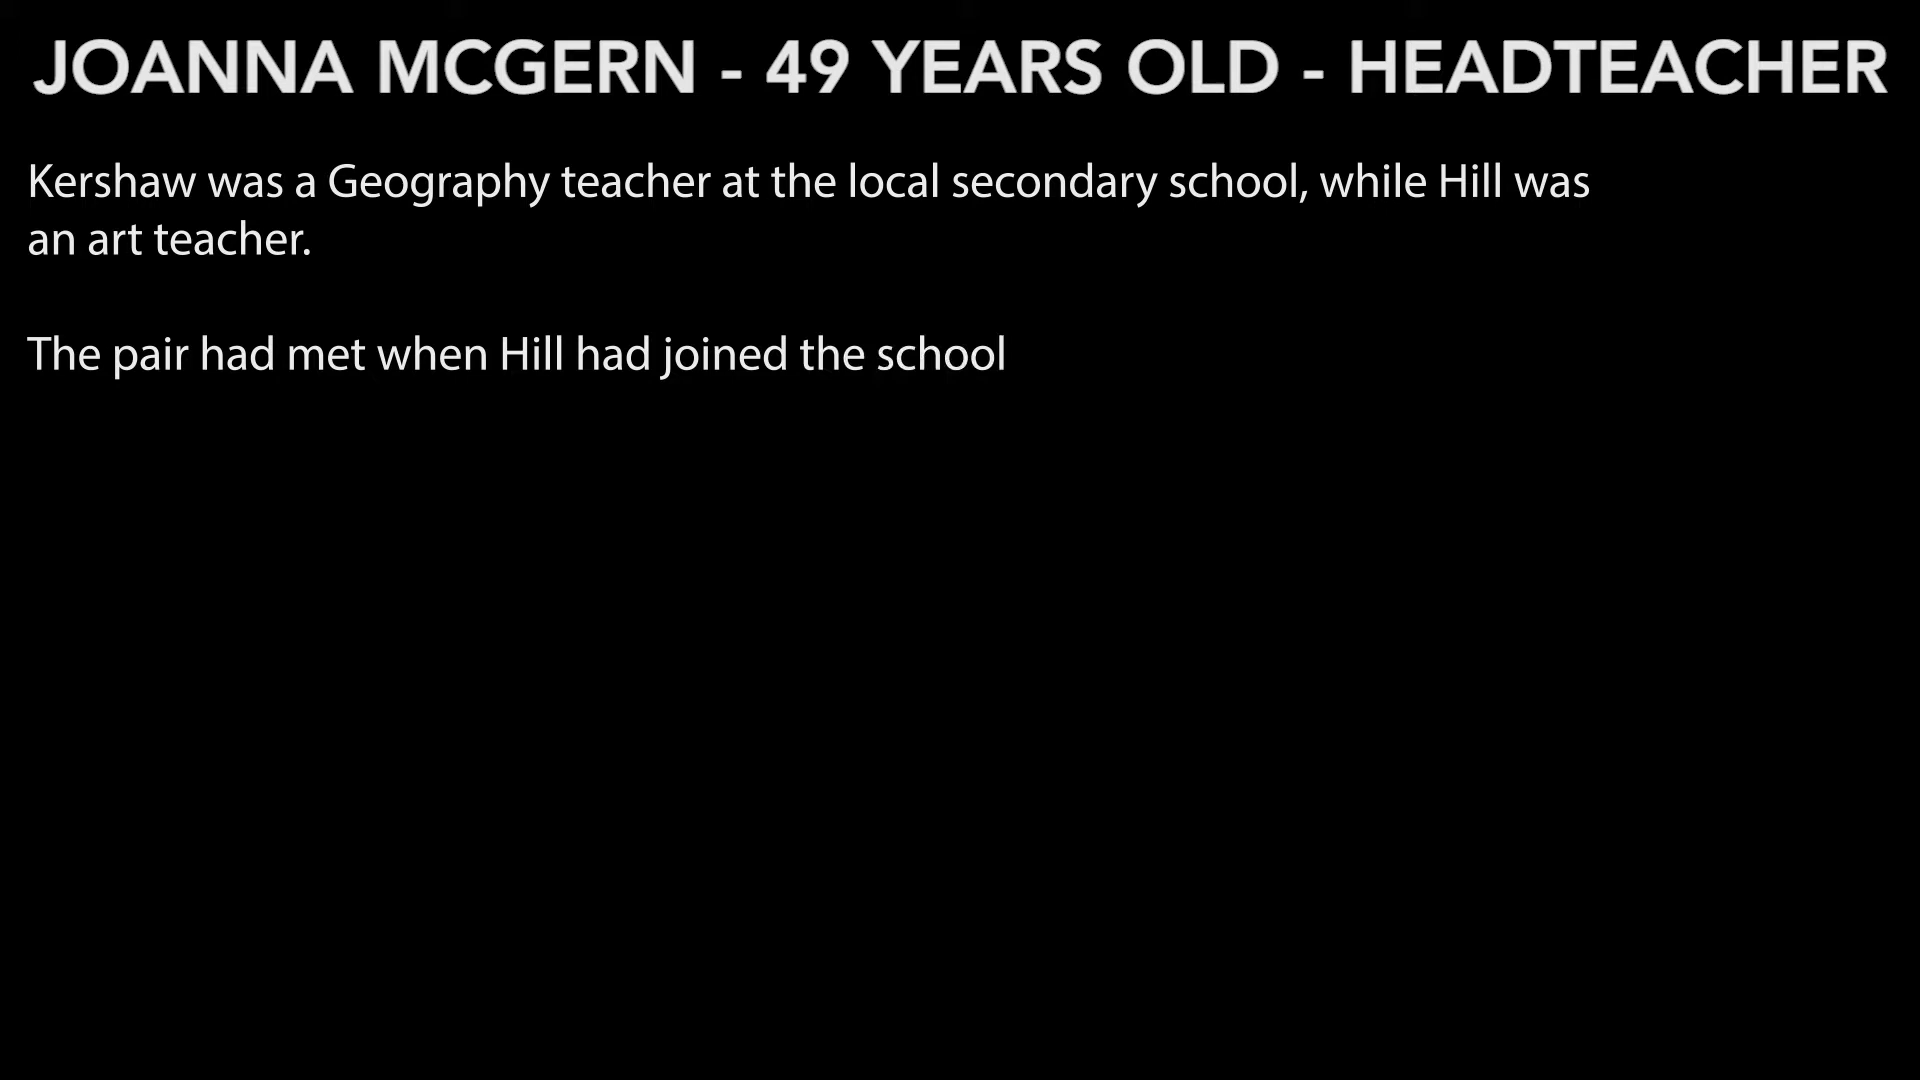 JOANNA MCGERN - 49 YEARS OLD - HEADTEACHER
Kershaw was a Geography teacher at the local secondary school, while Hill was
an art teacher.
The pair had met when Hill had joined the school